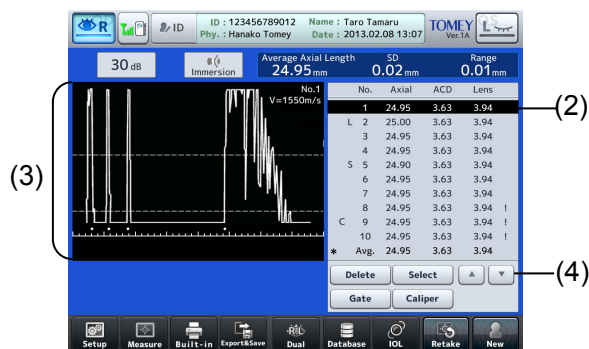 R ID ID : 123456789012 Name : Taro Tamaru TOMEY L
Phy. : Hanako Tomey Date : 2013.02.08 13:07 Ver.1A
30 dB Immersion Average Axial Length SD Range
24.95 mm 0.02 mm 0.01 mm
No.1
V=1550m/s
No. Axial ACD Lens
1 24.95 3.63 3.94
L 2 25.00 3.63 3.94
3 24.95 3.63 3.94
4 24.95 3.63 3.94
S 5 24.90 3.63 3.94
6 24.95 3.63 3.94
7 24.95 3.63 3.94
8 24.95 3.63 3.94 !
C 9 24.95 3.63 3.94 !
10 24.95 3.63 3.94 !
* Avg. 24.95 3.63 3.94
(2)
(3)
(4)
Delete Select ▲ ▼
Gate Caliper
Setup Measure Built-in Export&Save Dual Database IOL Retake New